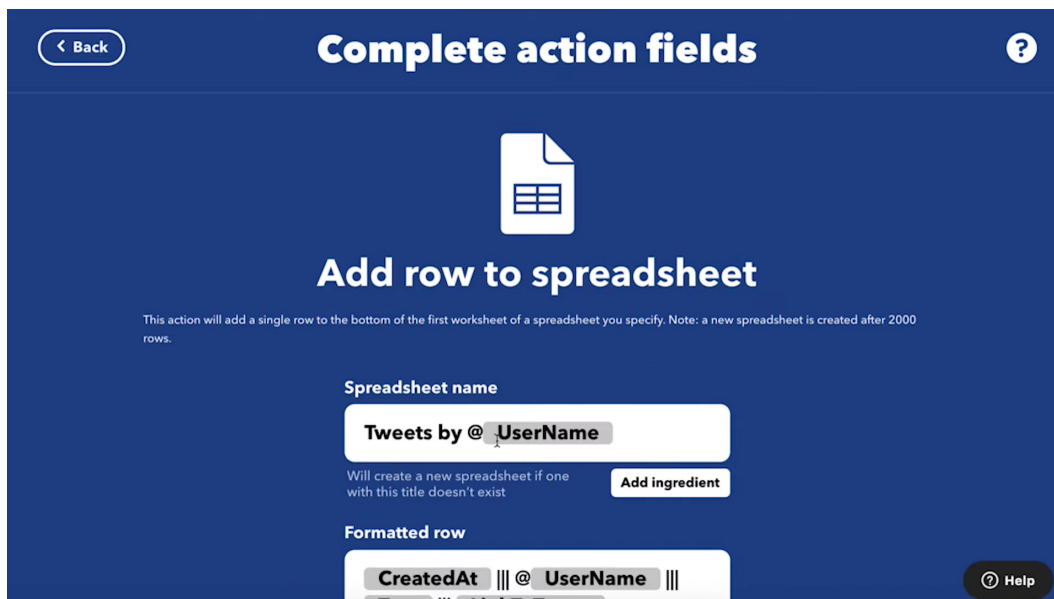 Back
Complete action fields
?
Add row to spreadsheet
This action will add a single row to the bottom of the first worksheet of a spreadsheet you specify. Note: a new spreadsheet is created after 2000
rows.
Spreadsheet name
Tweets by @ UserName
Will create a new spreadsheet if one
with this title doesn't exist
Add ingredient
Formatted row
CreatedAt ||| @ UserName |||
? Help